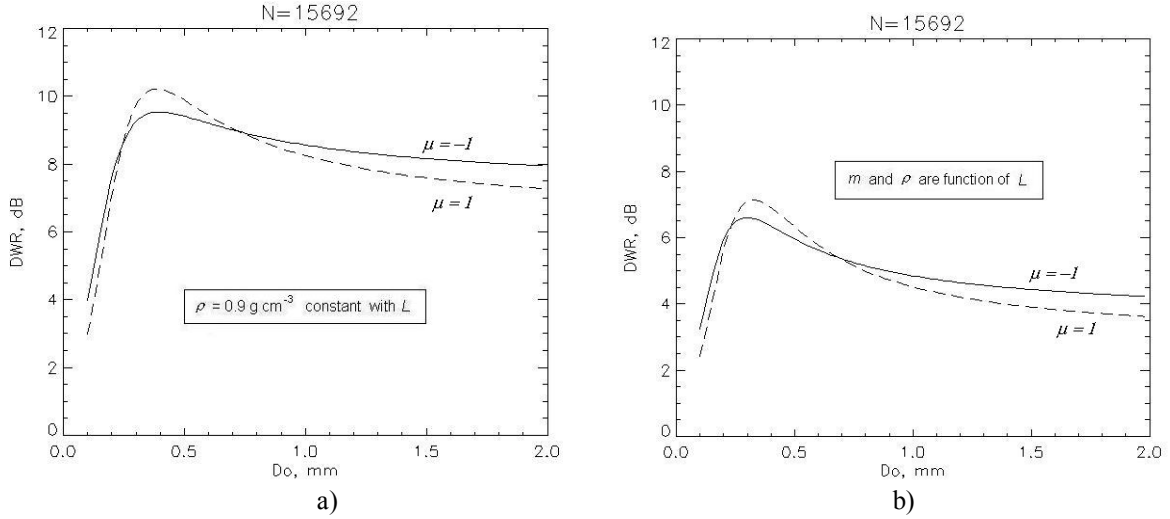 N=15692
12
10
8
6
4
2
0
DWR, dB
μ = −1
μ = 1
ρ = 0.9 g cm⁻³ constant with L
0.0 0.5 1.0 1.5 2.0
Do, mm
a)
N=15692
12
10
8
6
4
2
0
DWR, dB
m and ρ are function of L
μ = −1
μ = 1
0.0 0.5 1.0 1.5 2.0
Do, mm
b)